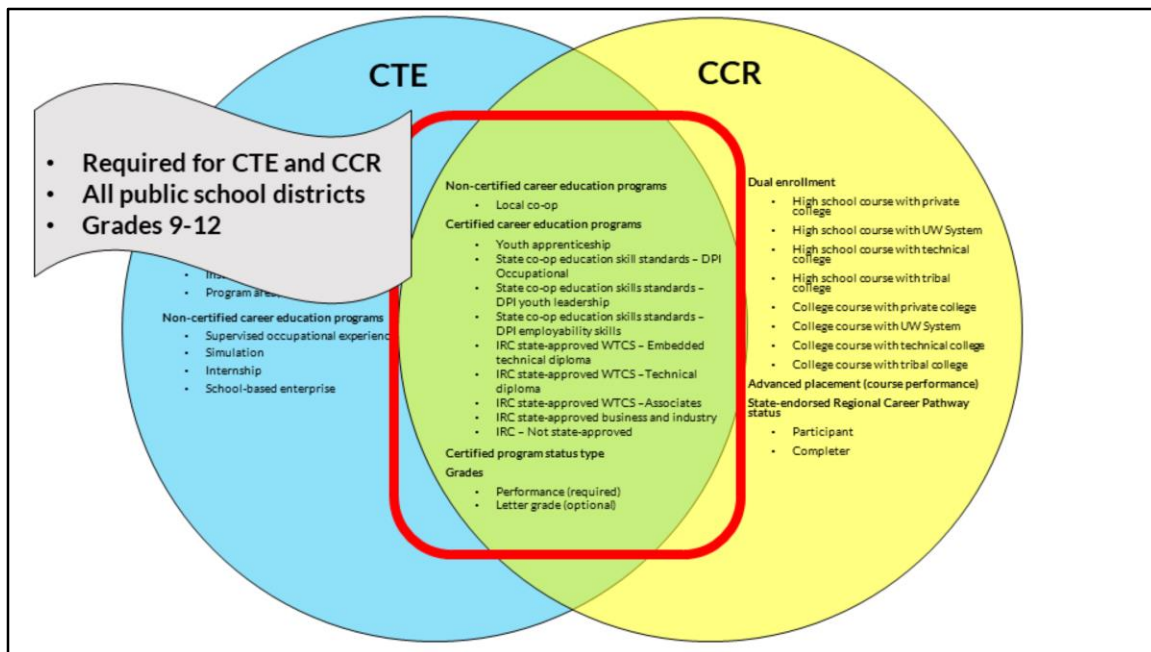 CTE
CCR
• Required for CTE and CCR
• All public school districts
• Grades 9-12
• Program area
Non-certified career education programs
• Supervised occupational experience
• Simulation
• Internship
• School-based enterprise
Non-certified career education programs
• Local co-op
Certified career education programs
• Youth apprenticeship
• State co-op education skill standards – DPI
Occupational
• State co-op education skills standards –
DPI youth leadership
• State co-op education skills standards –
DPI employability skills
• IRC state-approved WTCS – Embedded
technical diploma
• IRC state-approved WTCS –Technical
diploma
• IRC state-approved WTCS –Associates
• IRC state-approved business and industry
• IRC – Not state-approved
Certified program status type
Grades
• Performance (required)
• Letter grade (optional)
Dual enrollment
• High school course with private
college
• High school course with UW System
• High school course with technical
college
• High school course with tribal
college
• College course with private college
• College course with UW System
• College course with technical college
• College course with tribal college
Advanced placement (course performance)
State-endorsed Regional Career Pathway
status
• Participant
• Completer